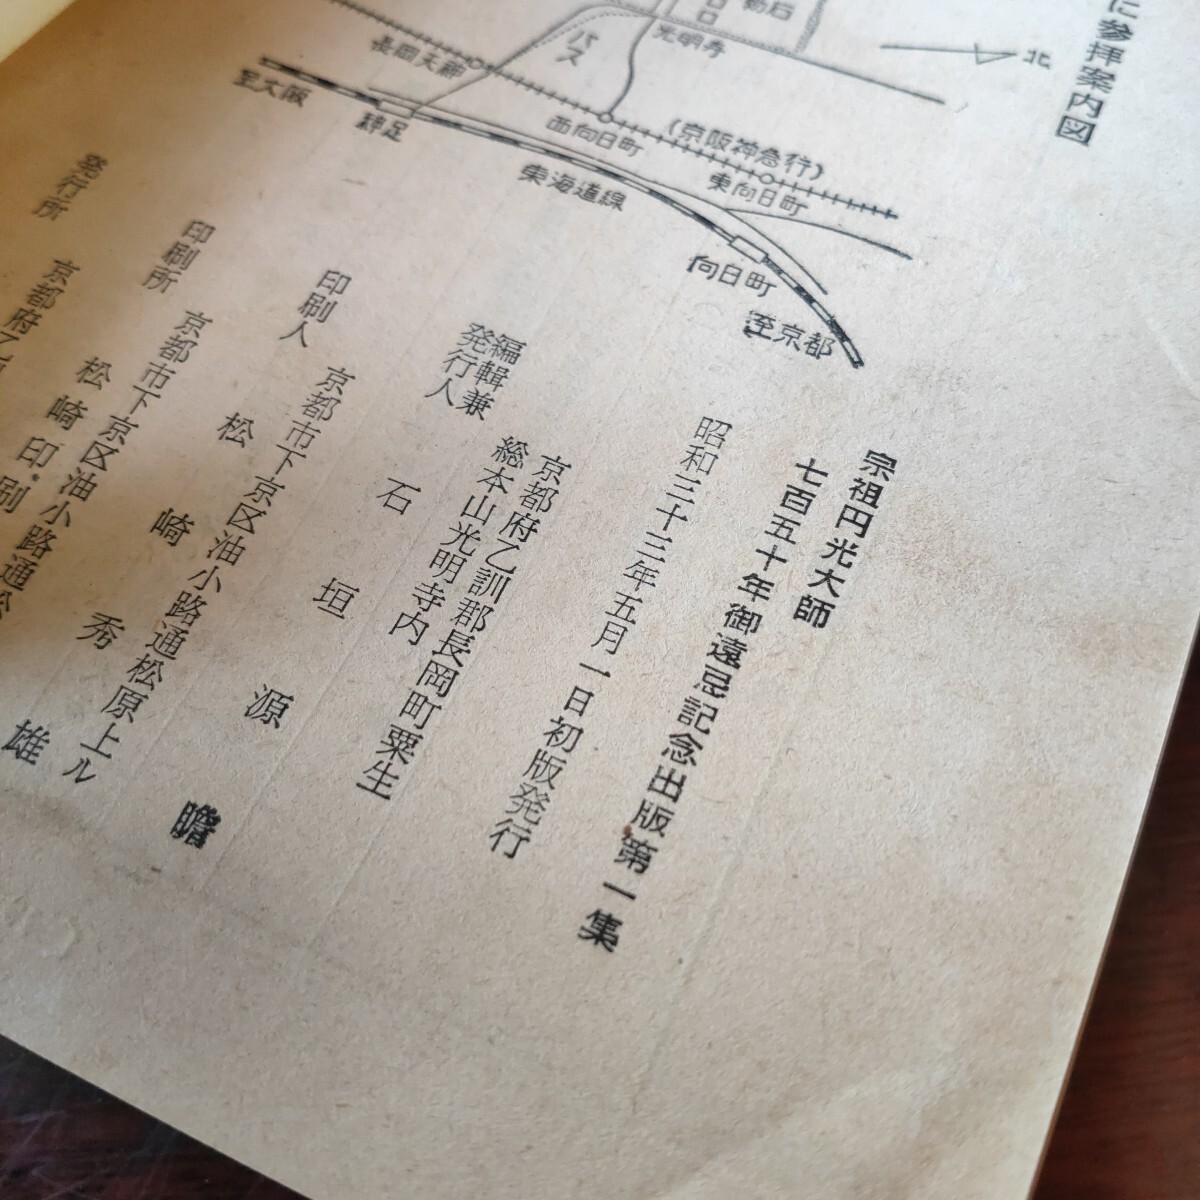 に参拝案内図
北
光明寺
バス
長岡天神
至大阪
神足
西向日町
(京阪神急行)
東向日町
東海道線
向日町
至京都
宗祖円光大師
七百五十年御遠忌記念出版第一集
昭和三十三年五月一日初版発行
京都府乙訓郡長岡町粟生
総本山光明寺内
編輯兼
発行人
石垣源瞻
印刷人
京都市下京区油小路通松原上ル
松崎秀雄
印刷所
京都市下京区油小路通松
松崎印刷
発行所
京都府乙